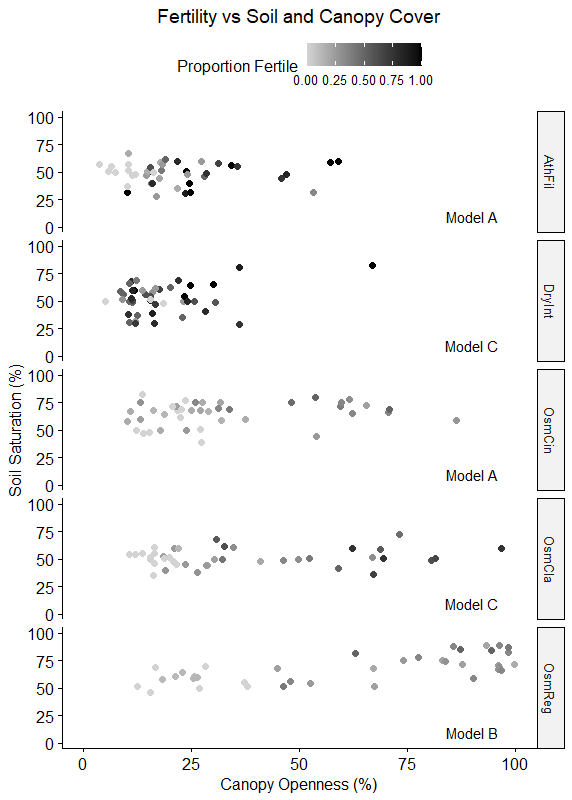 Fertility vs Soil and Canopy Cover
Proportion Fertile
0.00 0.25 0.50 0.75 1.00
100
75
50
25
0
Model A
AthFil
100
75
50
25
0
Model C
DryInt
100
75
50
25
0
Model A
OsmCin
100
75
50
25
0
Model C
OsmCla
100
75
50
25
0
Model B
OsmReg
Soil Saturation (%)
0 25 50 75 100
Canopy Openness (%)